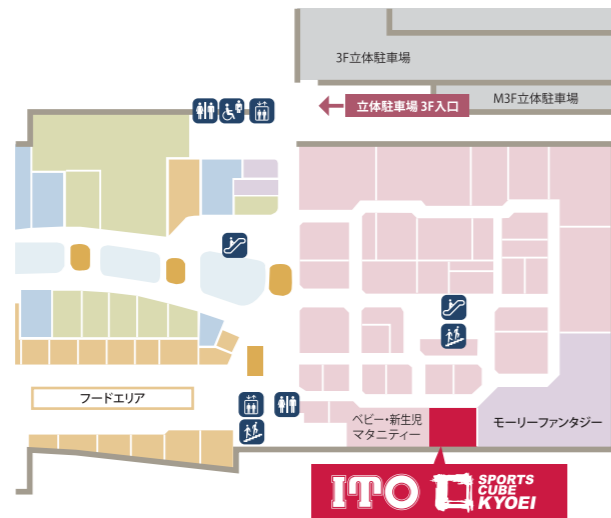 3F立体駐車場
立体駐車場 3F入口
M3F立体駐車場
フードエリア
ベビー・新生児
マタニティー
モーリーファンタジー
ITO
SPORTS
CUBE
KYOEI